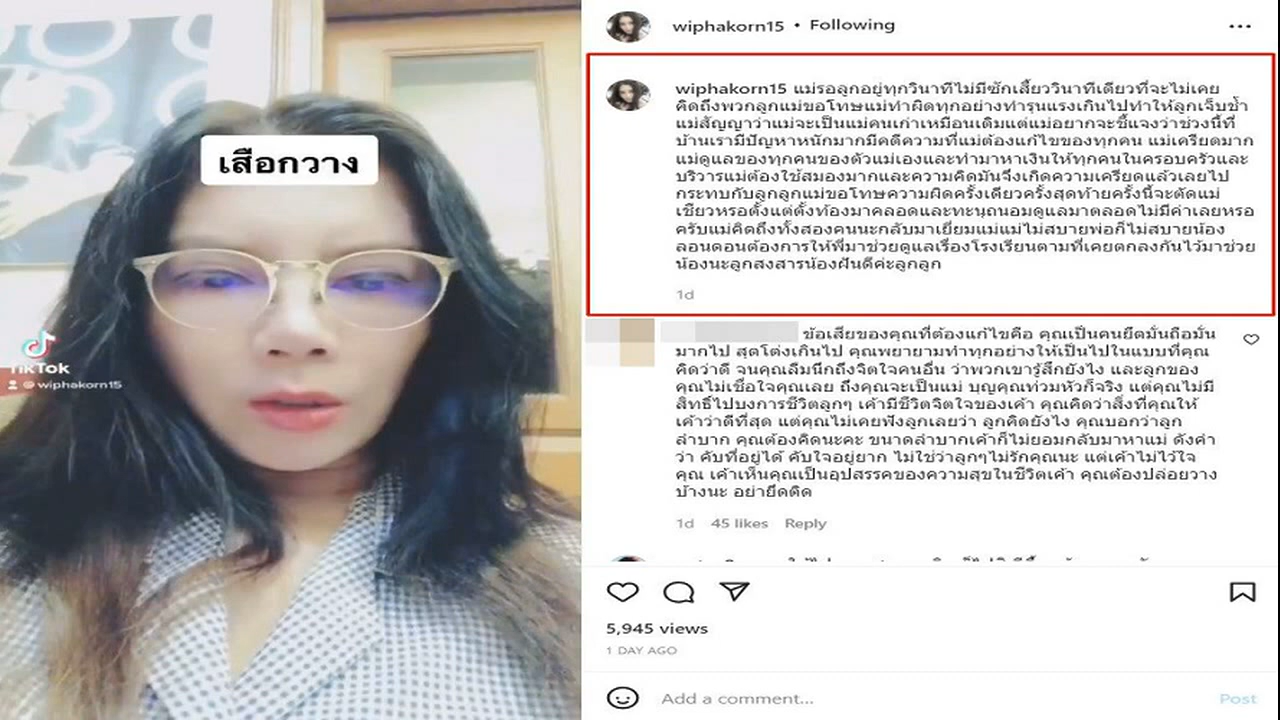 เสือกวาง
TikTok
@wiphakorn15
wiphakorn15 • Following
wiphakorn15 แม่รอลูกอยู่ทุกวินาทีไม่มีซักเสี้ยววินาทีเดียวที่จะไม่เคย
คิดถึงพวกลูกแม่ขอโทษแม่ทำผิดทุกอย่างทำรุนแรงเกินไปทำให้ลูกเจ็บช้ำ
แม่สัญญาว่าแม่จะเป็นแม่คนเก่าเหมือนเดิมแต่แม่อยากจะชี้แจงว่าช่วงนี้ที่
บ้านเรามีปัญหาหนักมากมีคดีความที่แม่ต้องแก้ไขของทุกคน แม่เครียดมาก
แม่ดูแลของทุกคนของตัวแม่เองและทำมาหาเงินให้ทุกคนในครอบครัวและ
บริวารแม่ต้องใช้สมองมากและความคิดมันจึงเกิดความเครียดแล้วเลยไป
กระทบกับลูกลูกแม่ขอโทษความผิดครั้งเดียวครั้งสุดท้ายครั้งนี้จะตัดแม่
เชียวหรอตั้งแต่ตั้งท้องมาคลอดและทะนุถนอมดูแลมาตลอดไม่มีค่าเลยหรอ
ครับแม่คิดถึงทั้งสองคนนะกลับมาเยี่ยมแม่แม่ไม่สบายพ่อก็ไม่สบายน้อง
ลอนดอนต้องการให้พี่มาช่วยดูแลเรื่องโรงเรียนตามที่เคยตกลงกันไว้มาช่วย
น้องนะลูกสงสารน้องฝันดีค่ะลูกลูก
1d
ข้อเสียของคุณที่ต้องแก้ไขคือ คุณเป็นคนยึดมั่นถือมั่น
มากไป สุดโต่งเกินไป คุณพยายามทำทุกอย่างให้เป็นไปในแบบที่คุณ
คิดว่าดี จนคุณลืมนึกถึงจิตใจคนอื่น ว่าพวกเขารู้สึกยังไง และลูกของ
คุณไม่เชื่อใจคุณเลย ถึงคุณจะเป็นแม่ บุญคุณท่วมหัวก็จริง แต่คุณไม่มี
สิทธิ์ไปบงการชีวิตลูกๆ เค้ามีชีวิตจิตใจของเค้า คุณคิดว่าสิ่งที่คุณให้
เค้าว่าดีที่สุด แต่คุณไม่เคยฟังลูกเลยว่า ลูกคิดยังไง คุณบอกว่าลูก
ลำบาก คุณต้องคิดนะคะ ขนาดลำบากเค้าก็ไม่ยอมกลับมาหาแม่ ดังคำ
ว่า คับที่อยู่ได้ คับใจอยู่ยาก ไม่ใช่ว่าลูกๆไม่รักคุณนะ แต่เค้าไม่ไว้ใจ
คุณ เค้าเห็นคุณเป็นอุปสรรคของความสุขในชีวิตเค้า คุณต้องปล่อยวาง
บ้างนะ อย่ายึดติด
1d 45 likes Reply
5,945 views
1 DAY AGO
Add a comment... Post